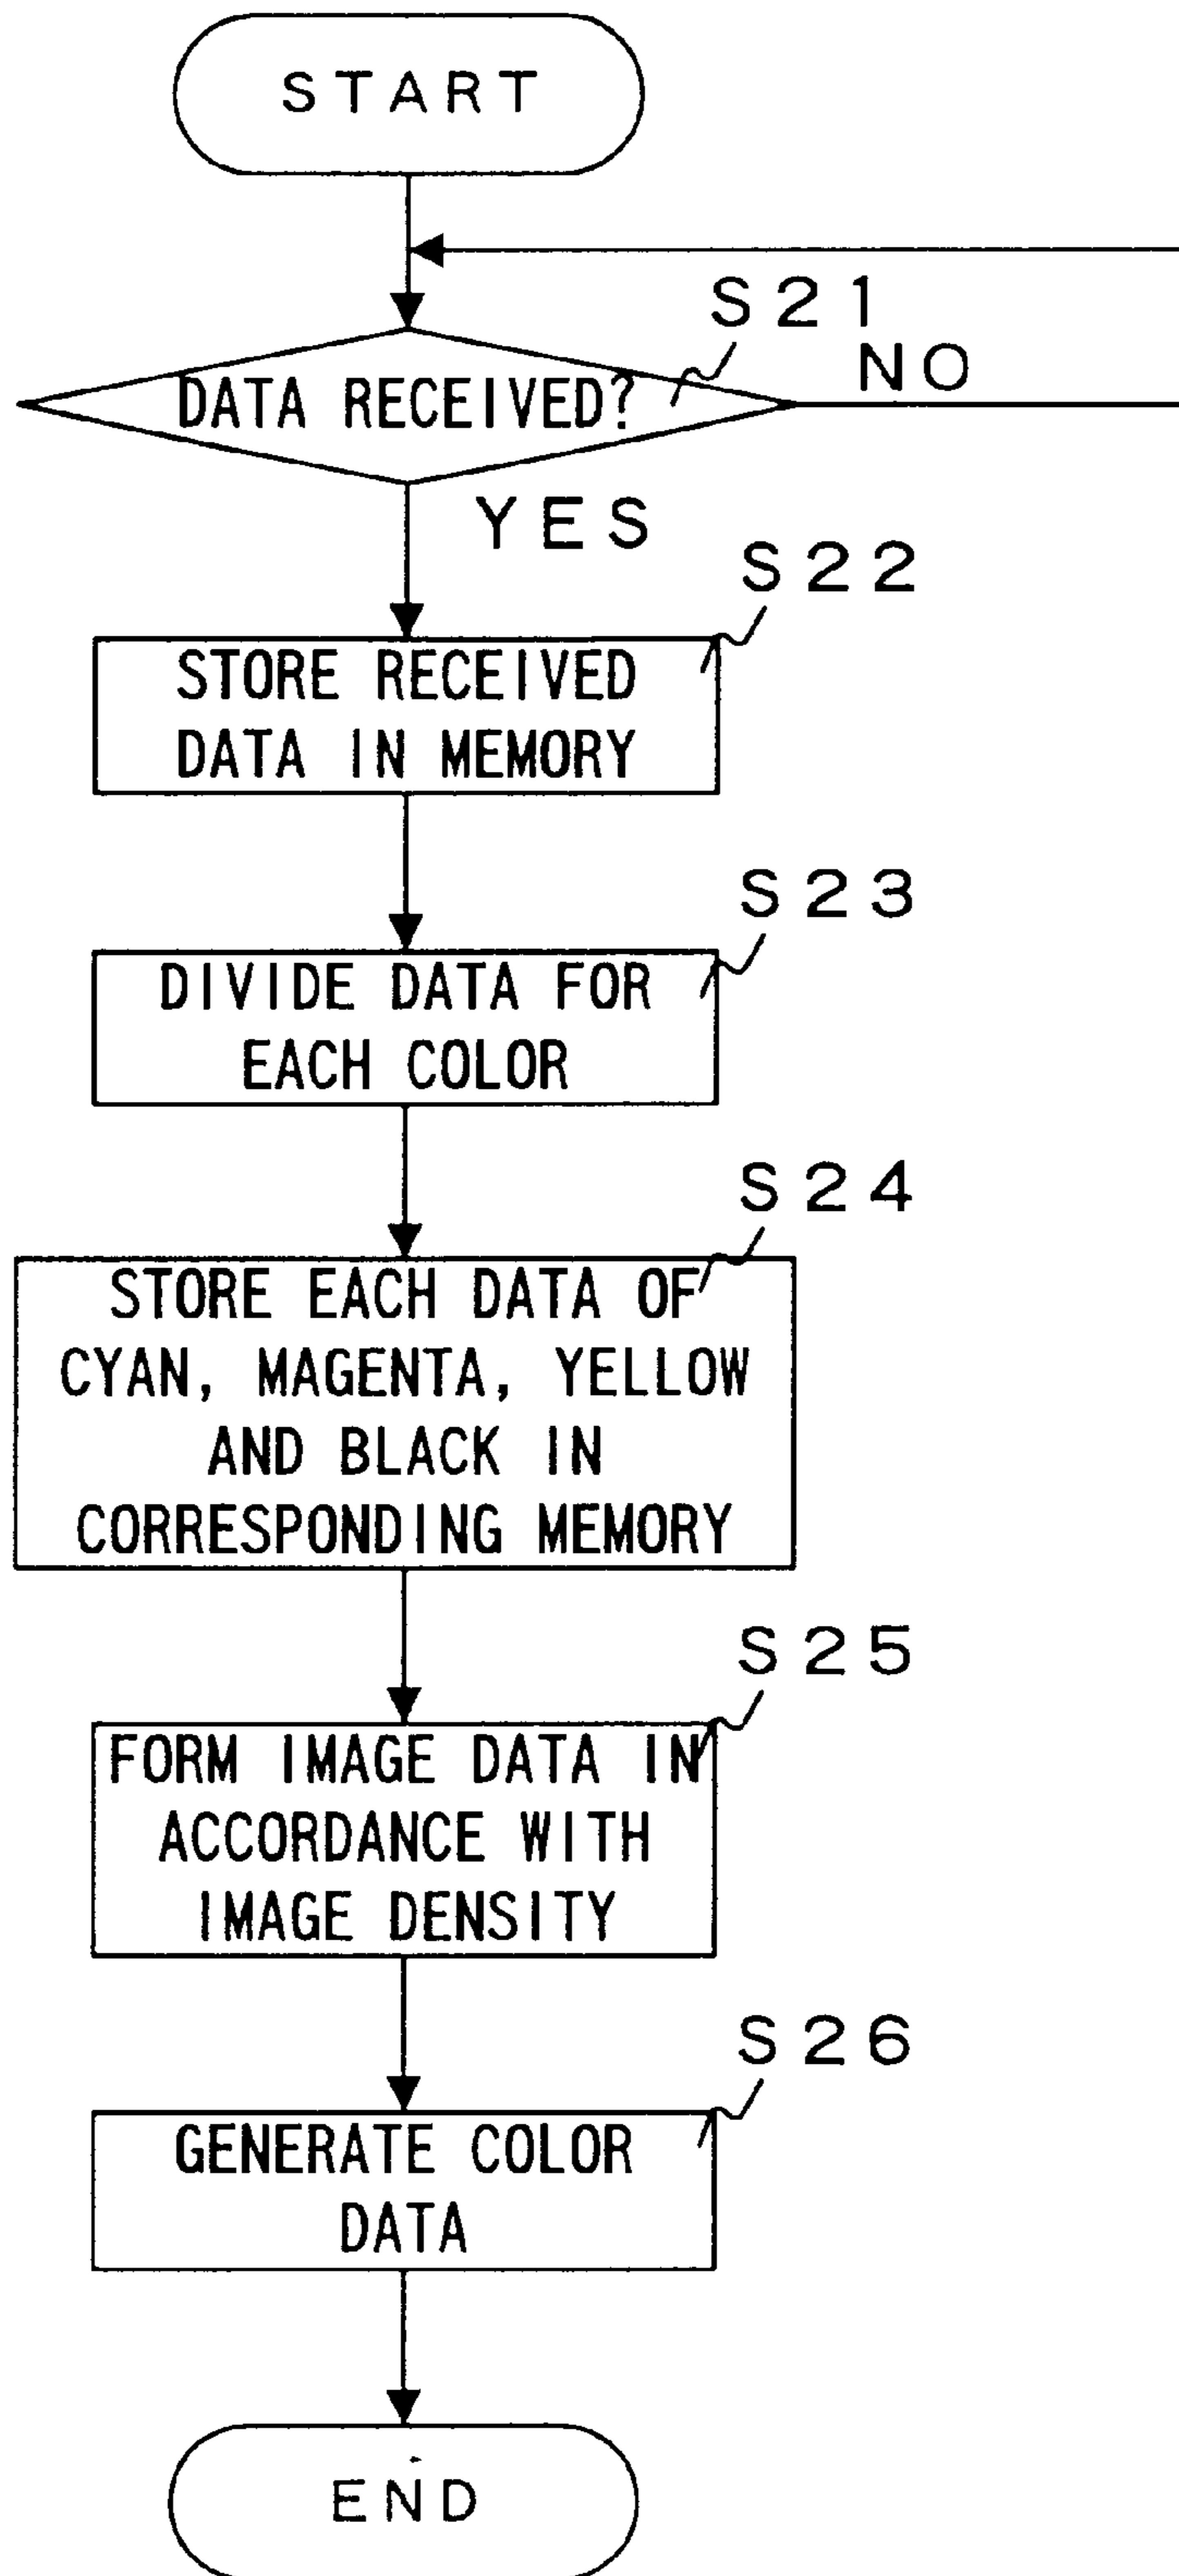 START
S21
DATA RECEIVED?
NO
YES
S22
STORE RECEIVED
DATA IN MEMORY
S23
DIVIDE DATA FOR
EACH COLOR
S24
STORE EACH DATA OF
CYAN, MAGENTA, YELLOW
AND BLACK IN
CORRESPONDING MEMORY
S25
FORM IMAGE DATA IN
ACCORDANCE WITH
IMAGE DENSITY
S26
GENERATE COLOR
DATA
END